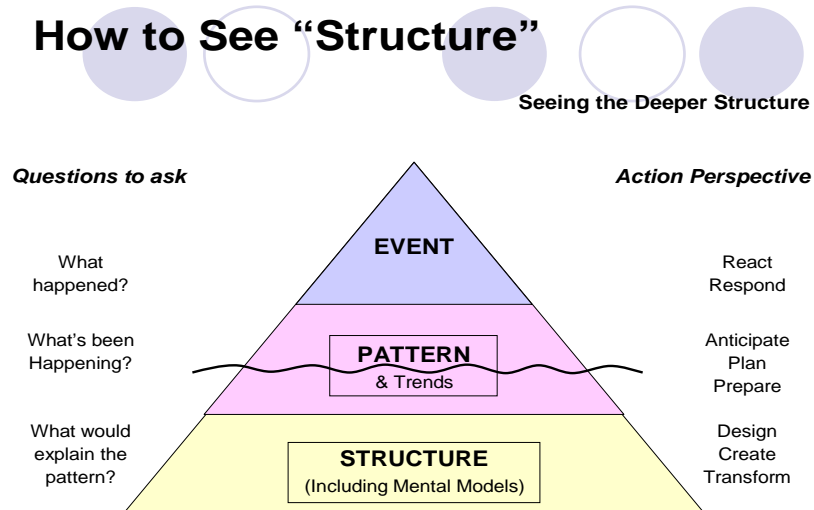 How to See “Structure”
Seeing the Deeper Structure
Questions to ask
Action Perspective
EVENT
What
happened?
React
Respond
What's been
Happening?
PATTERN
& Trends
Anticipate
Plan
Prepare
What would
explain the
pattern?
STRUCTURE
(Including Mental Models)
Design
Create
Transform